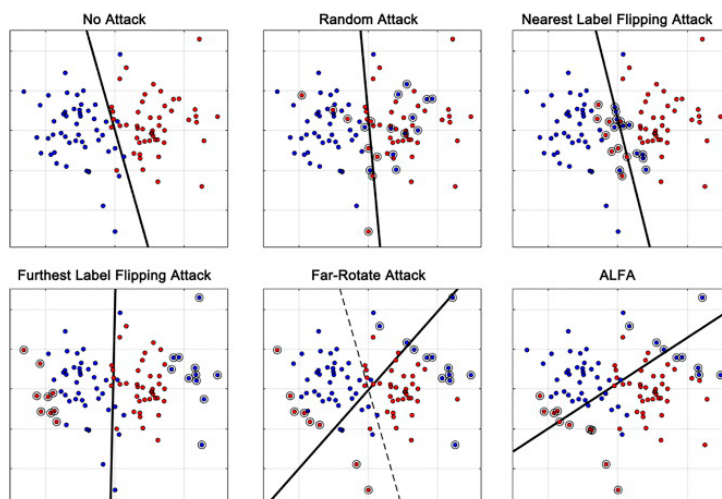 No Attack
Random Attack
Nearest Label Flipping Attack
Furthest Label Flipping Attack
Far-Rotate Attack
ALFA